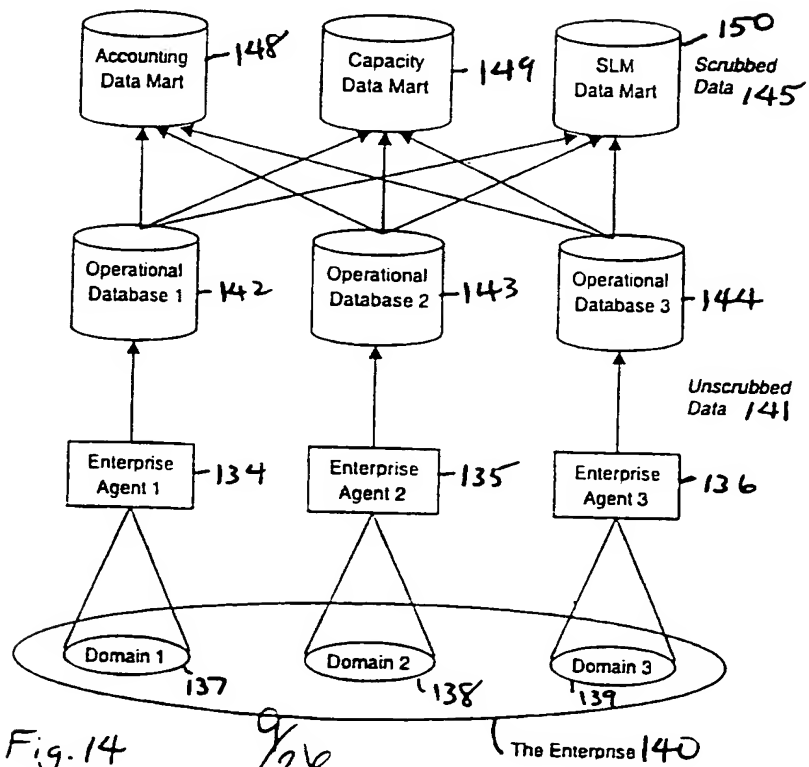 Accounting
Data Mart
148
Capacity
Data Mart
149
SLM
Data Mart
150
Scrubbed
Data 145
Operational
Database 1
142
Operational
Database 2
143
Operational
Database 3
144
Unscrubbed
Data 141
Enterprise
Agent 1
134
Enterprise
Agent 2
135
Enterprise
Agent 3
136
Domain 1
137
Domain 2
138
Domain 3
139
Fig. 14
9/26
The Enterprise 140